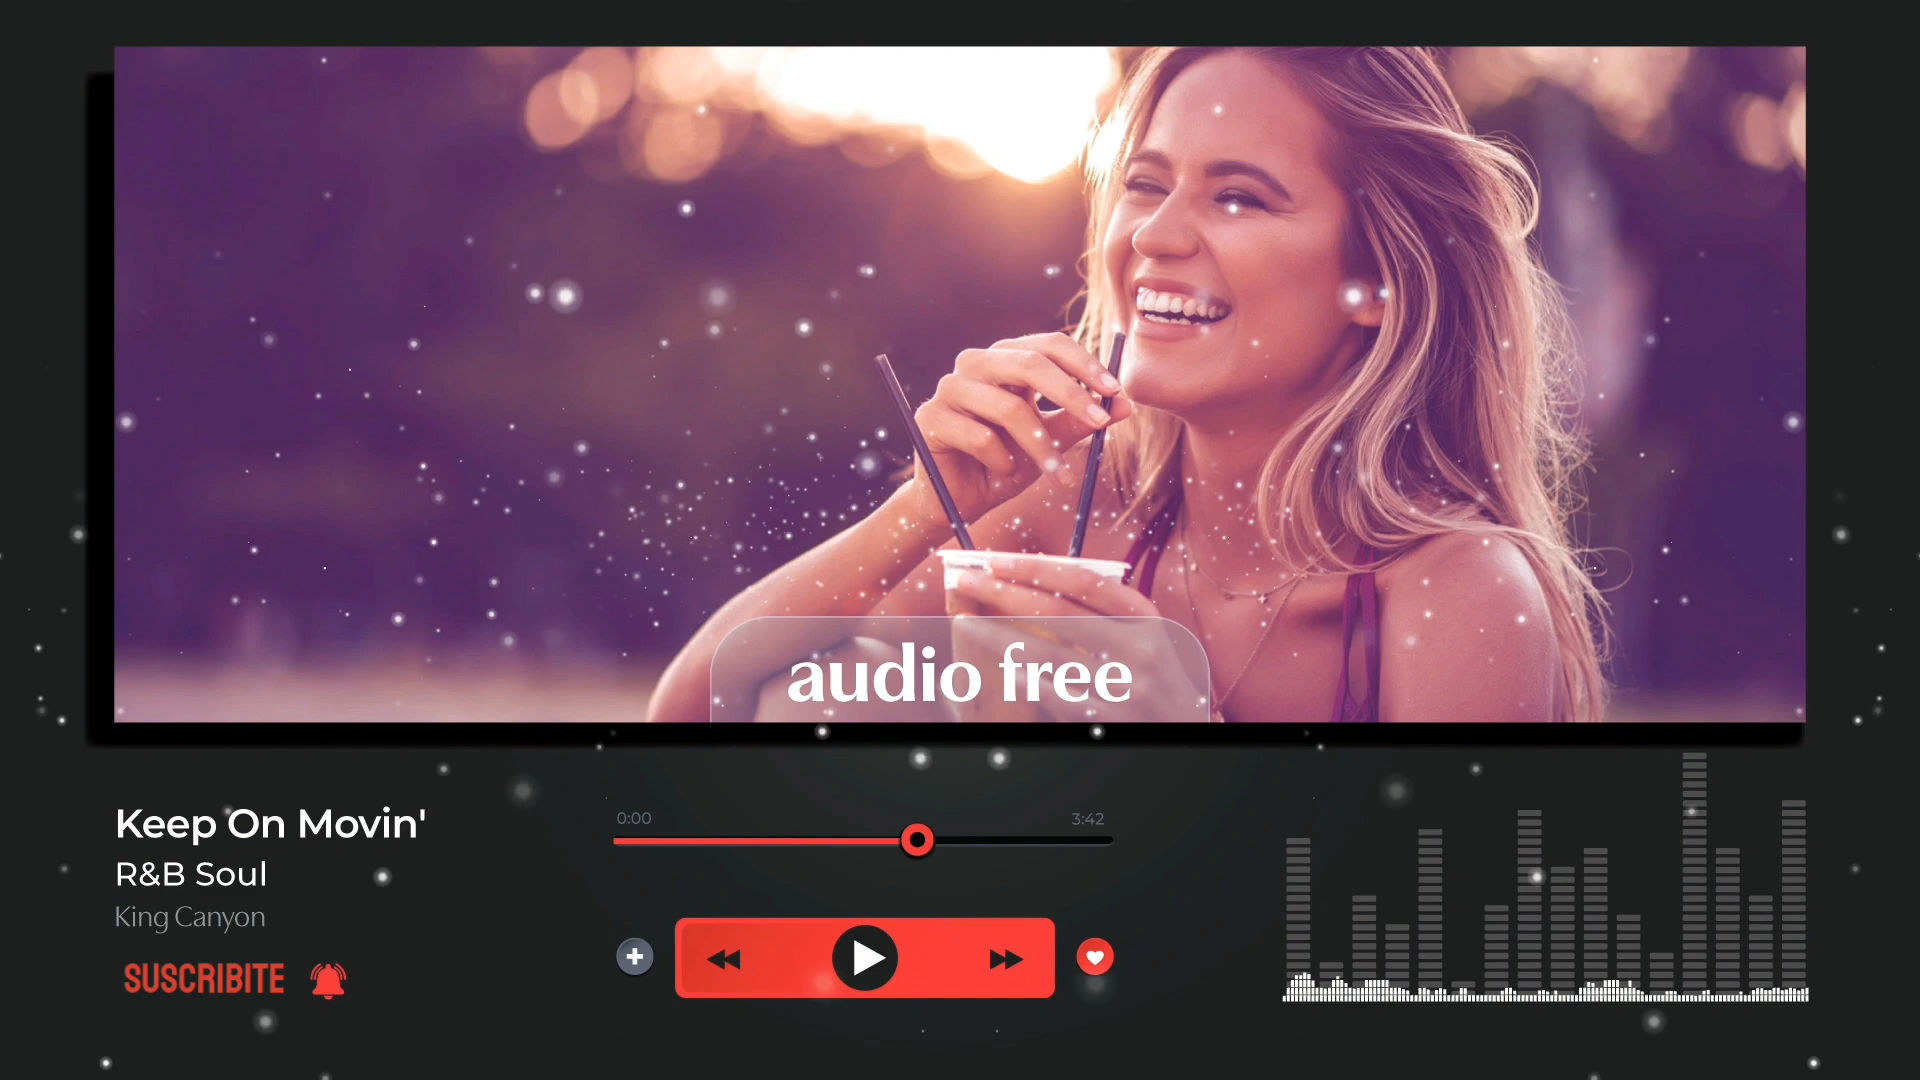 audio free
Keep On Movin'
R&B Soul
King Canyon
SUSCRIBITE
0:00
3:42